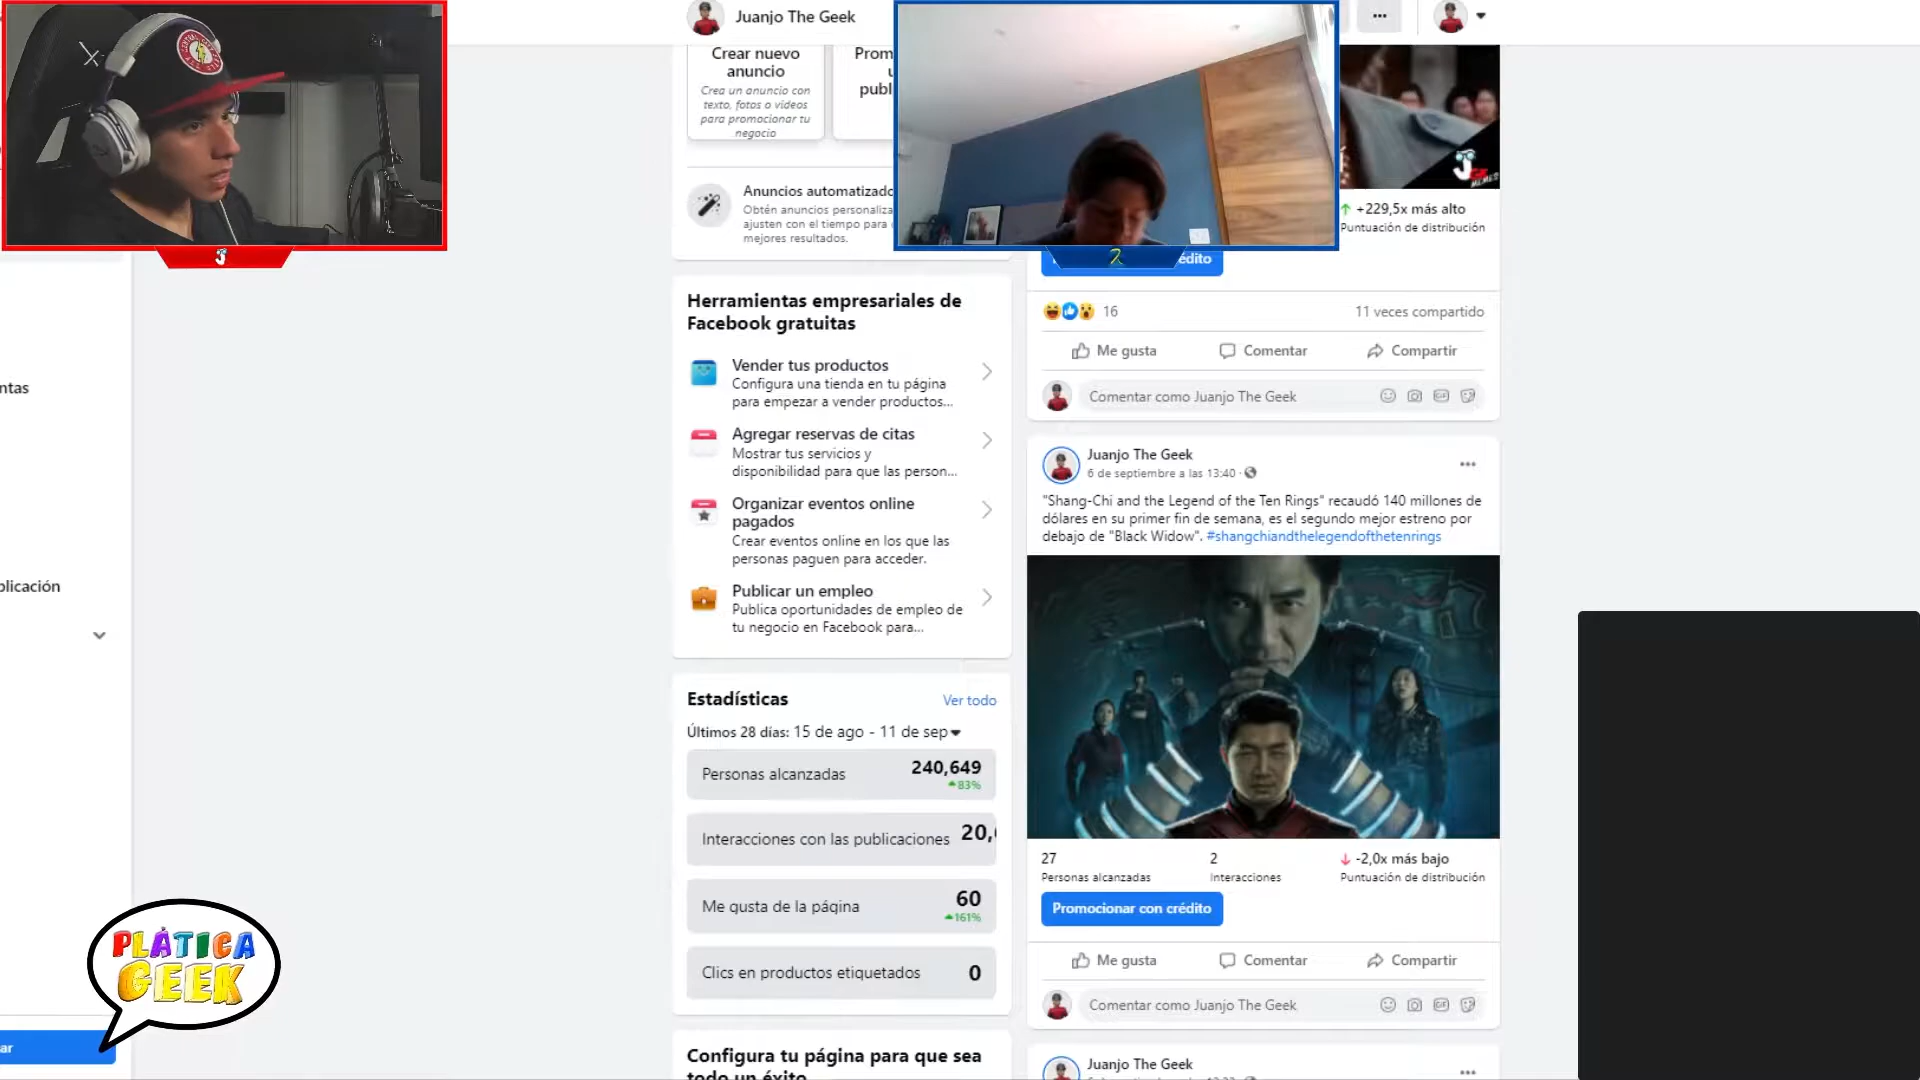 Juanjo The Geek
Crear nuevo
anuncio
Crea un anuncio con
texto, fotos o videos
para promocionar tu
negocio
Prom
publ
Anuncios automatizado
Obtén anuncios personaliza
ajusten con el tiempo para
mejores resultados.
Herramientas empresariales de
Facebook gratuitas
Vender tus productos
Configura una tienda en tu página
para empezar a vender productos...
Agregar reservas de citas
Mostrar tus servicios y
disponibilidad para que las person...
Organizar eventos online
pagados
Crear eventos online en los que las
personas paguen para acceder.
Publicar un empleo
Publica oportunidades de empleo de
tu negocio en Facebook para...
Estadísticas
Ver todo
Últimos 28 días: 15 de ago - 11 de sep
Personas alcanzadas
240,649
83%
Interacciones con las publicaciones
20,
Me gusta de la página
60
161%
Clics en productos etiquetados
0
Configura tu página para que sea
todo un éxito
+229,5x más alto
Puntuación de distribución
édito
16
11 veces compartido
Me gusta
Comentar
Compartir
Comentar como Juanjo The Geek
Juanjo The Geek
6 de septiembre a las 13:40
"Shang-Chi and the Legend of the Ten Rings" recaudó 140 millones de
dólares en su primer fin de semana, es el segundo mejor estreno por
debajo de "Black Widow". #shangchiandthelegendofthetenrings
27
Personas alcanzadas
2
Interacciones
-2,0x más bajo
Puntuación de distribución
Promocionar con crédito
Me gusta
Comentar
Compartir
Comentar como Juanjo The Geek
Juanjo The Geek
ntas
blicación
ar
PLÁTICA
GEEK